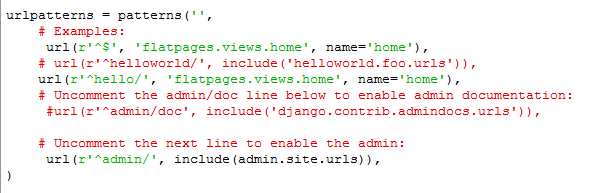 urlpatterns = patterns('',
    # Examples:
     url(r'^$', 'flatpages.views.home', name='home'),
    # url(r'^helloworld/', include('helloworld.foo.urls')),
    url(r'^hello/', 'flatpages.views.home', name='home'),
    # Uncomment the admin/doc line below to enable admin documentation:
     #url(r'^admin/doc', include('django.contrib.admindocs.urls')),

    # Uncomment the next line to enable the admin:
     url(r'^admin/', include(admin.site.urls)),
)